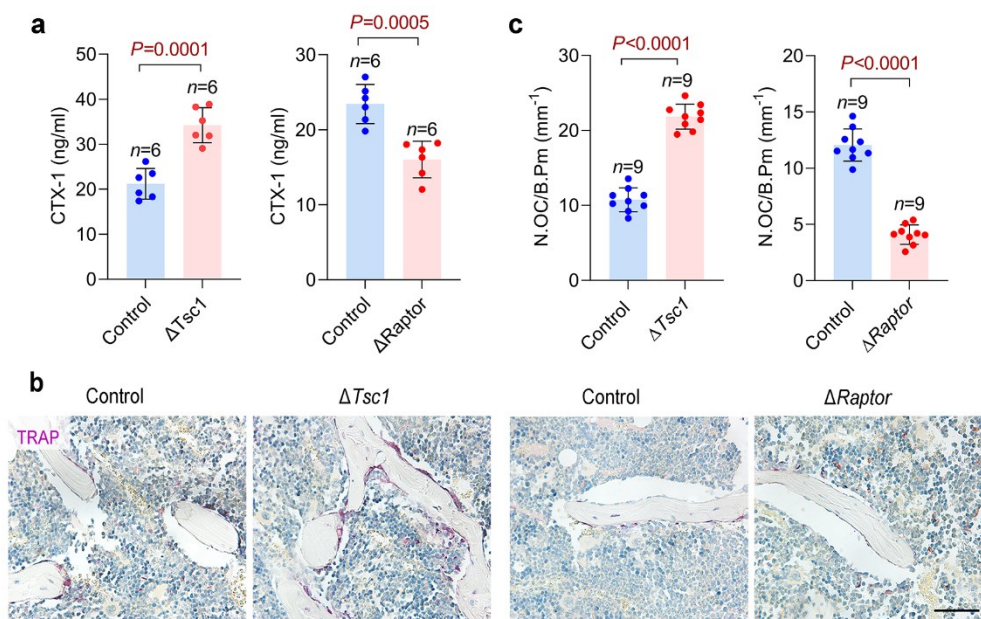 a
P=0.0001
n=6
n=6
CTX-1 (ng/ml)
50
40
30
20
10
0
Control
ΔTsc1
P=0.0005
n=6
n=6
CTX-1 (ng/ml)
30
20
10
0
Control
ΔRaptor
c
P<0.0001
n=9
n=9
N.OC/B.Pm (mm⁻¹)
30
20
10
0
Control
ΔTsc1
P<0.0001
n=9
n=9
N.OC/B.Pm (mm⁻¹)
20
15
10
5
0
Control
ΔRaptor
b
Control
ΔTsc1
Control
ΔRaptor
TRAP